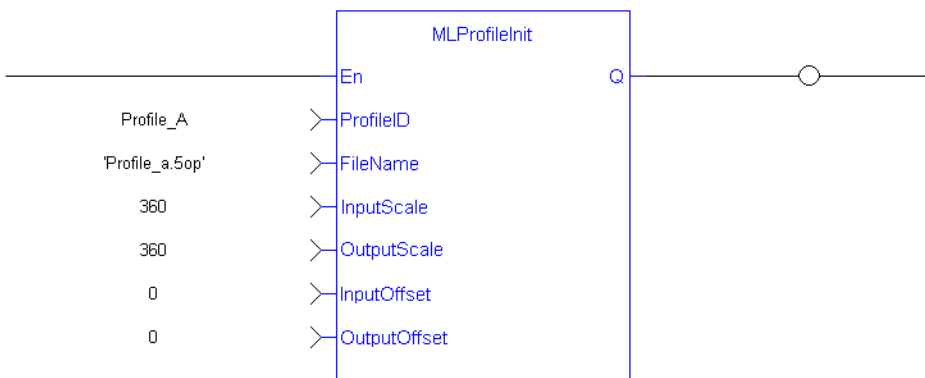 MLProfileInit
En Q
Profile_A ProfileID
'Profile_a.5op' FileName
360 InputScale
360 OutputScale
0 InputOffset
0 OutputOffset